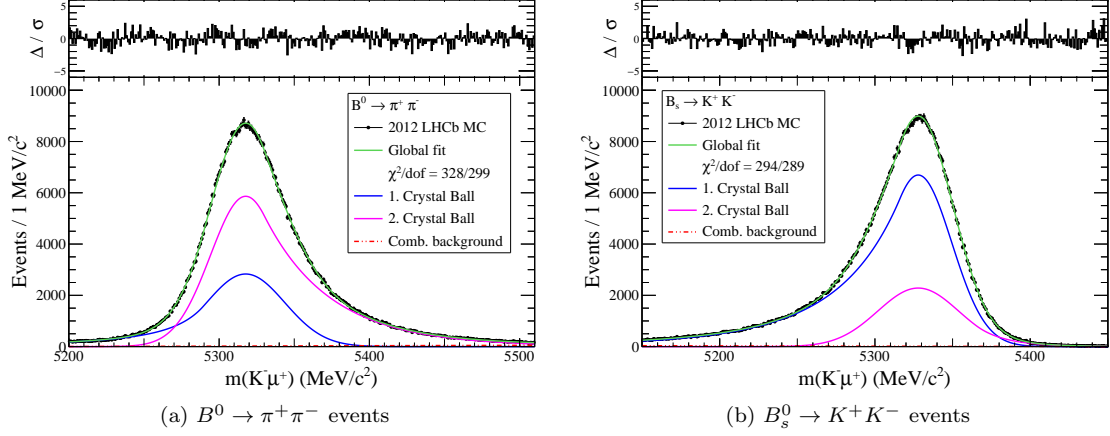 Δ / σ
5
0
−5
Events / 1 MeV/c²
10000
8000
6000
4000
2000
0
B⁰ → π⁺ π⁻
2012 LHCb MC
Global fit
χ²/dof = 328/299
1. Crystal Ball
2. Crystal Ball
Comb. background
5200 5300 5400 5500
m(K⁻μ⁺) (MeV/c²)
(a) B⁰ → π⁺π⁻ events
Δ / σ
5
0
−5
Events / 1 MeV/c²
10000
8000
6000
4000
2000
0
Bₛ → K⁺ K⁻
2012 LHCb MC
Global fit
χ²/dof = 294/289
1. Crystal Ball
2. Crystal Ball
Comb. background
5200 5300 5400
m(K⁻μ⁺) (MeV/c²)
(b) Bₛ⁰ → K⁺K⁻ events